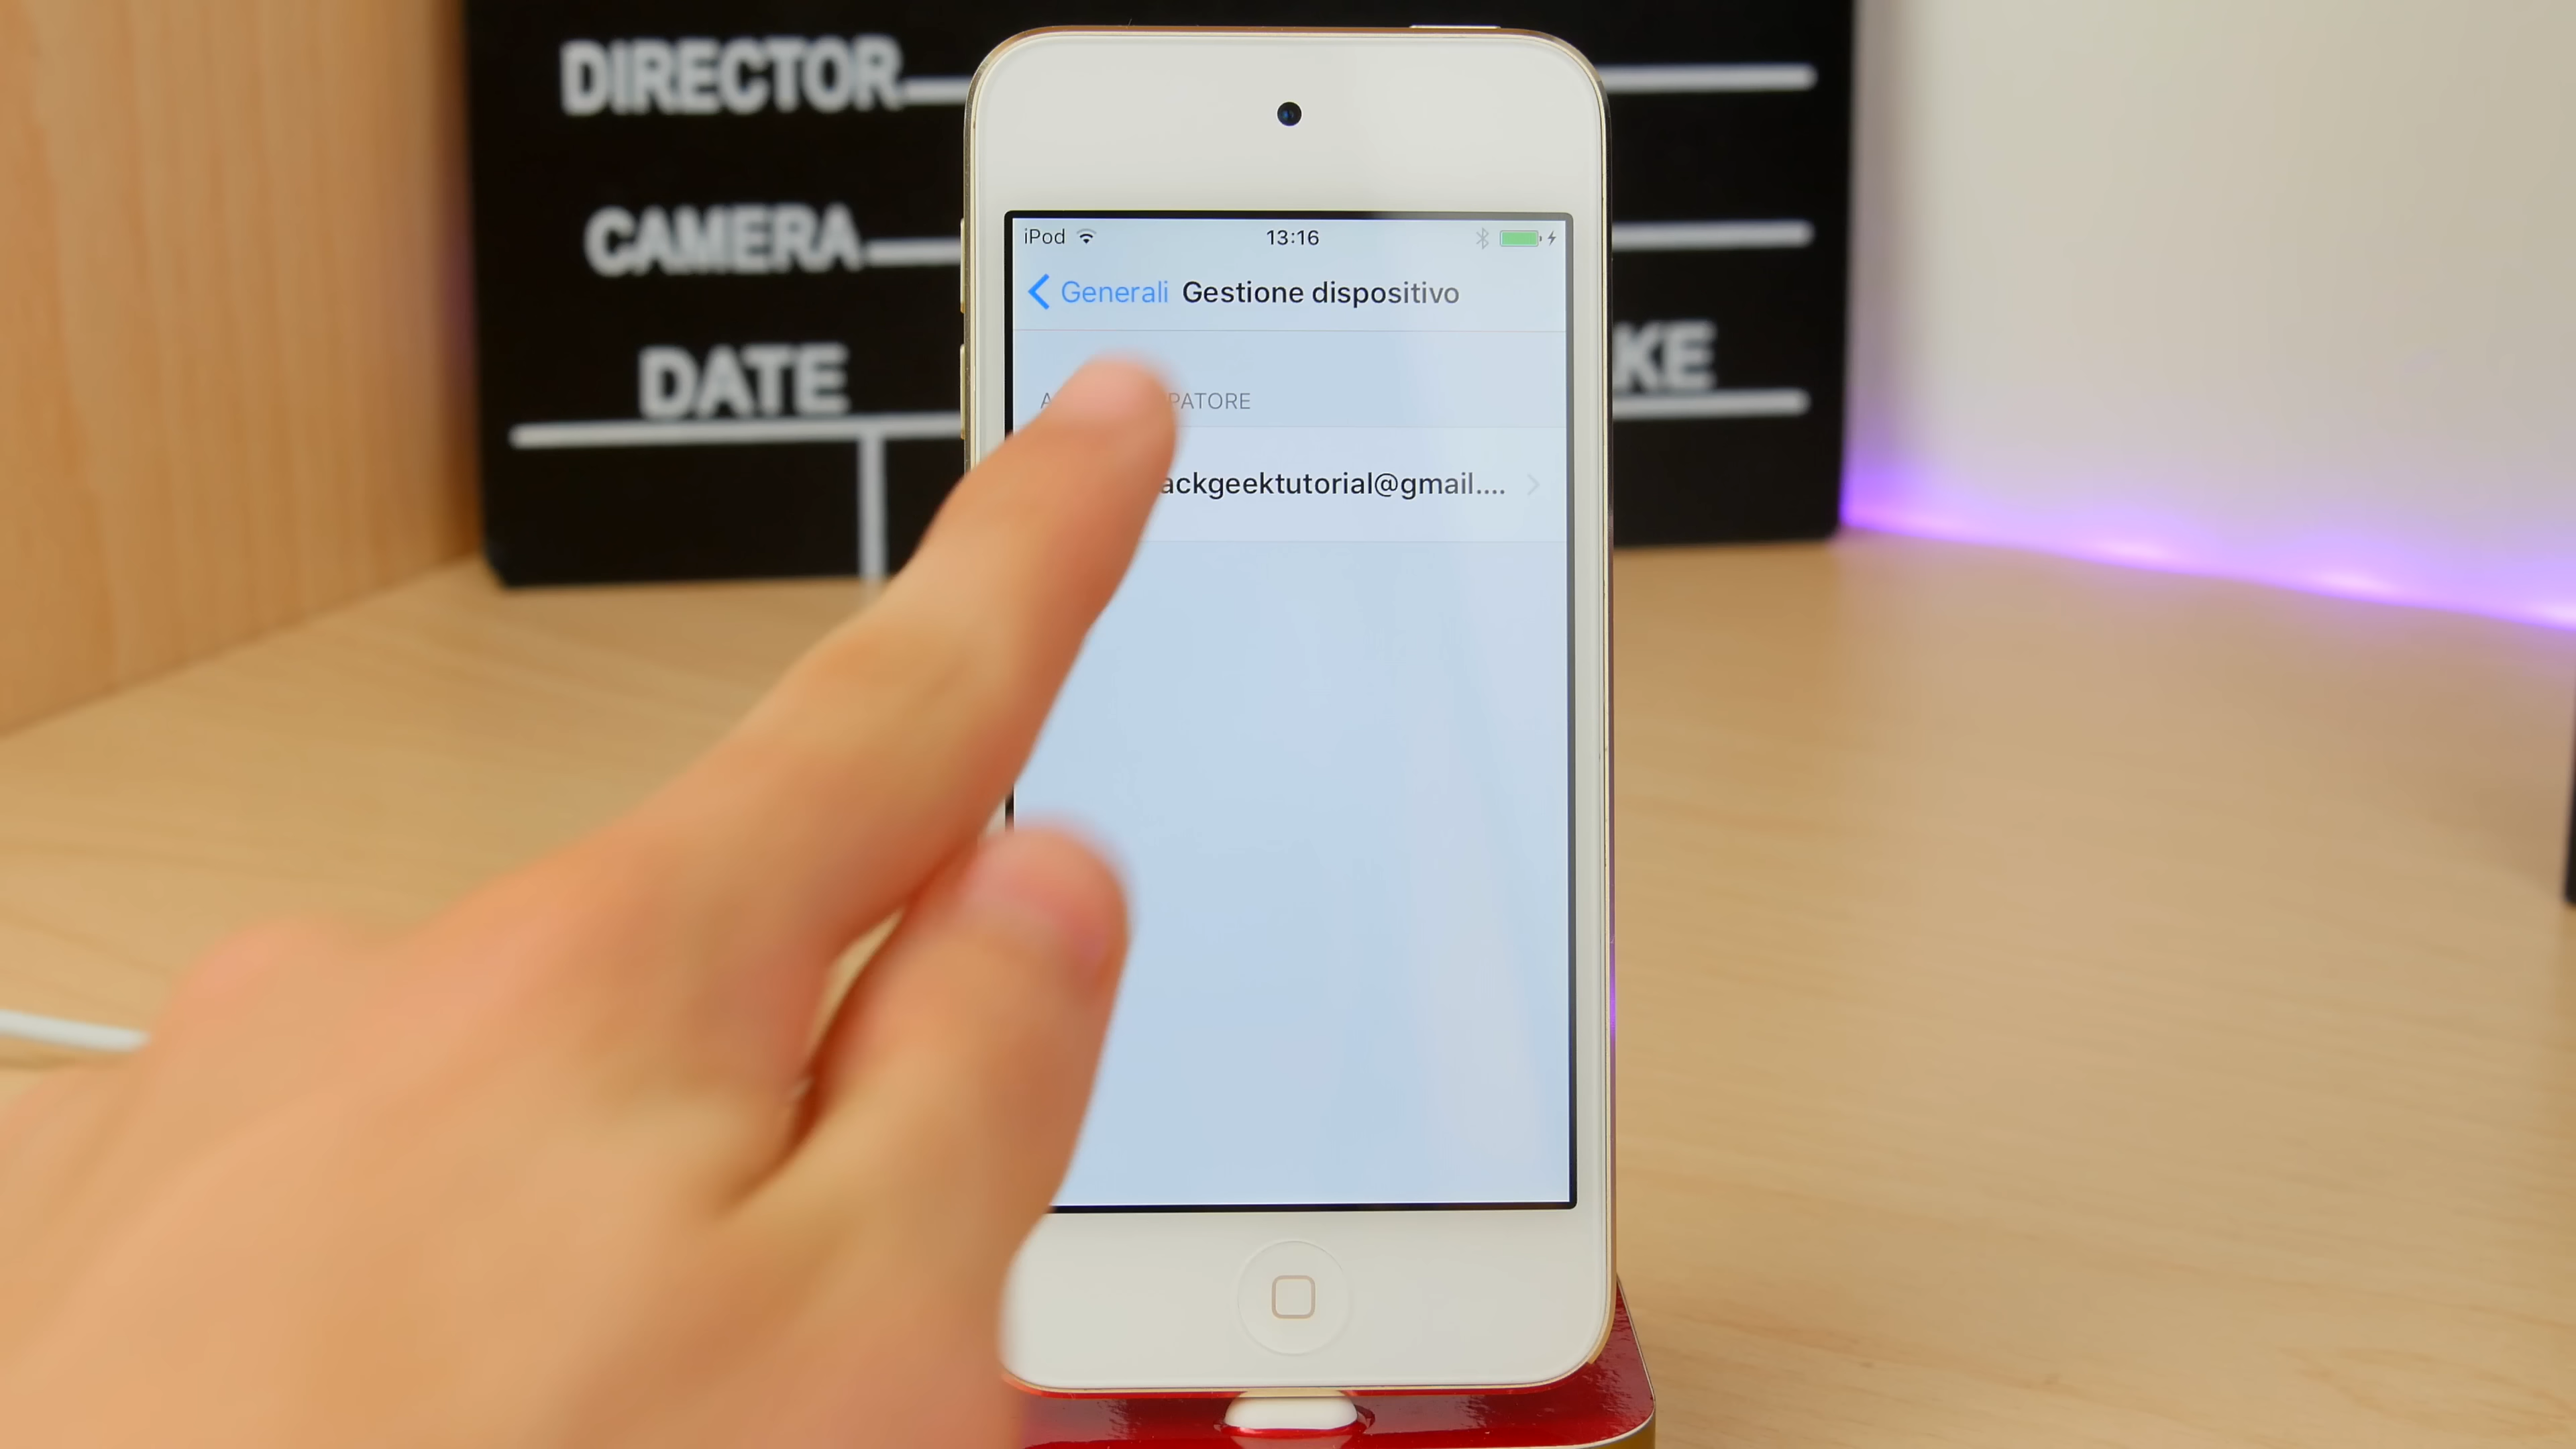 DIRECTOR
CAMERA
DATE
KE
iPod 13:16
Generali Gestione dispositivo
PATORE
ackgeektutorial@gmail....